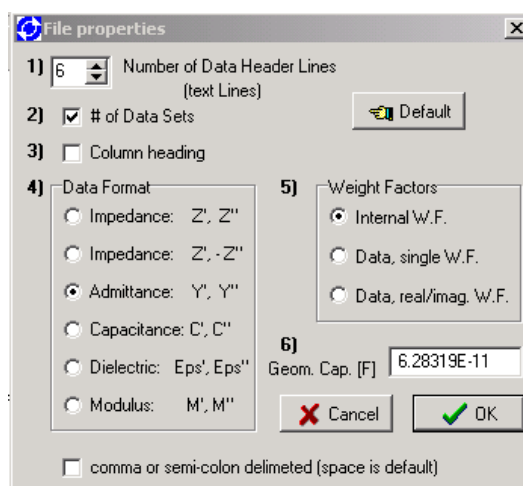 File properties
1) 6 Number of Data Header Lines
(text Lines)
2) # of Data Sets
Default
3) Column heading
4) Data Format
Impedance: Z', Z''
Impedance: Z', -Z''
Admittance: Y', Y''
Capacitance: C', C''
Dielectric: Eps', Eps''
Modulus: M', M''
5) Weight Factors
Internal W.F.
Data, single W.F.
Data, real/imag. W.F.
6)
Geom. Cap. [F] 6.28319E-11
Cancel
OK
comma or semi-colon delimeted (space is default)